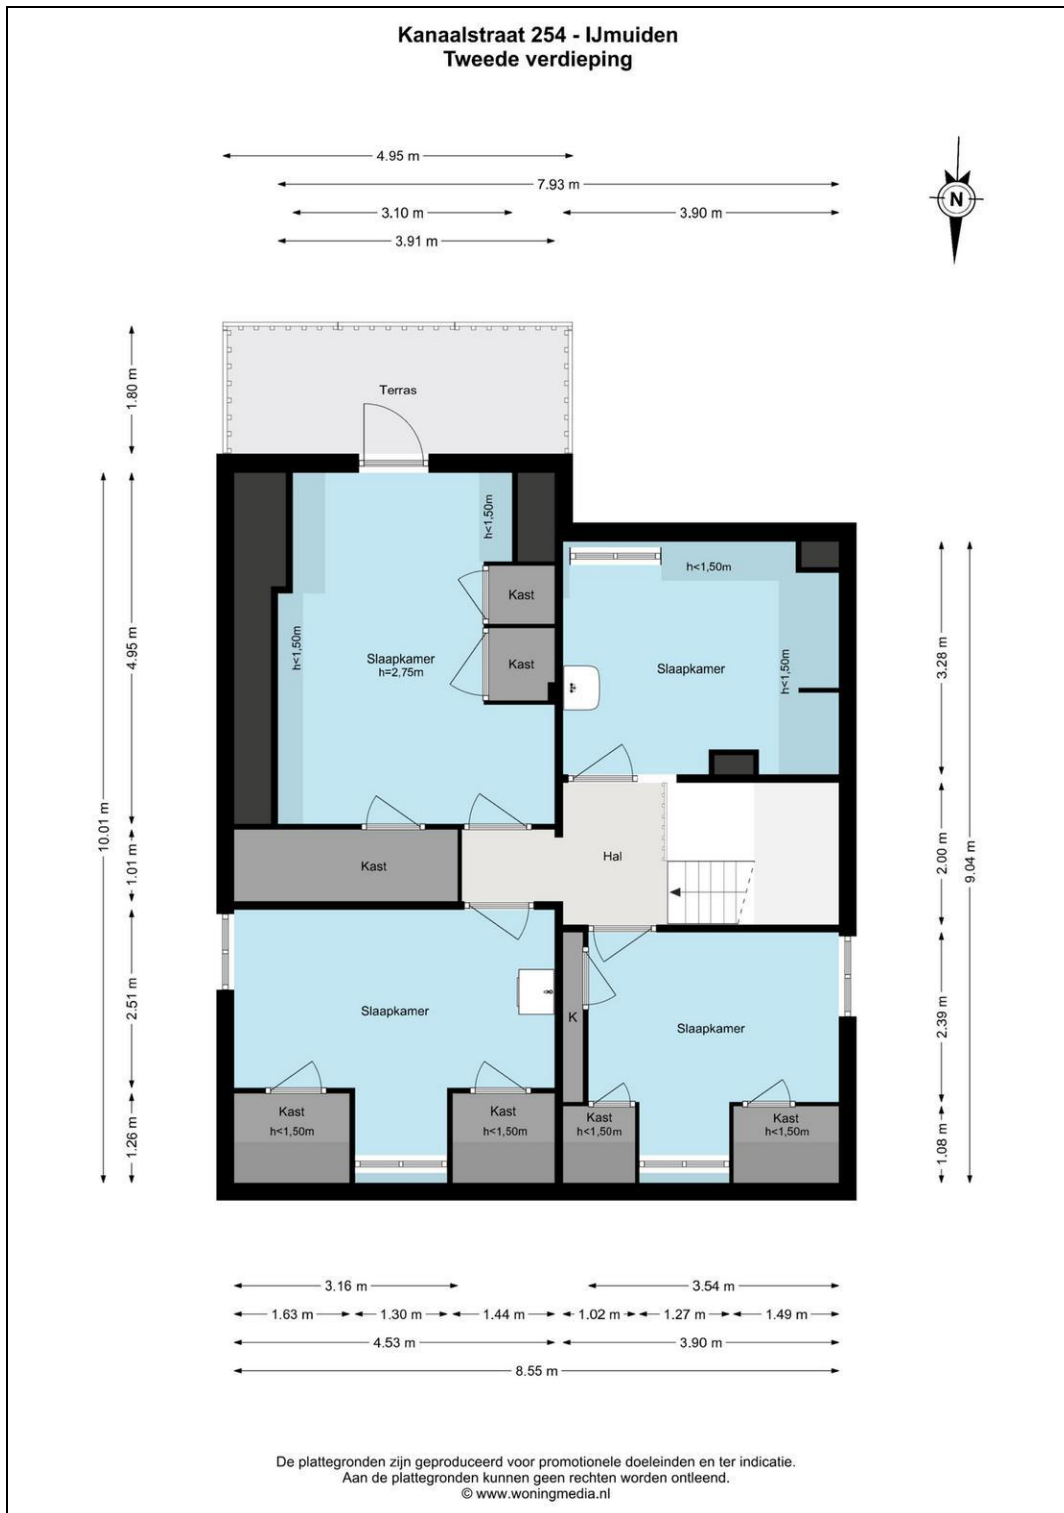 Kanaalstraat 254 - IJmuiden
Tweede verdieping
4.95 m
7.93 m
3.10 m
3.90 m
3.91 m
N
1.80 m
Terras
h<1,50m
h<1,50m
Kast
4.95 m
h<1,50m
Slaapkamer
h=2,75m
Kast
Slaapkamer
h<1,50m
3.28 m
10.01 m
1.01 m
Kast
Hal
2.00 m
9.04 m
2.51 m
Slaapkamer
K
Slaapkamer
2.39 m
1.26 m
Kast
h<1,50m
Kast
h<1,50m
Kast
h<1,50m
Kast
h<1,50m
1.08 m
3.16 m
3.54 m
1.63 m
1.30 m
1.44 m
1.02 m
1.27 m
1.49 m
4.53 m
3.90 m
8.55 m
De plattegronden zijn geproduceerd voor promotionele doeleinden en ter indicatie.
Aan de plattegronden kunnen geen rechten worden ontleend.
© www.woningmedia.nl